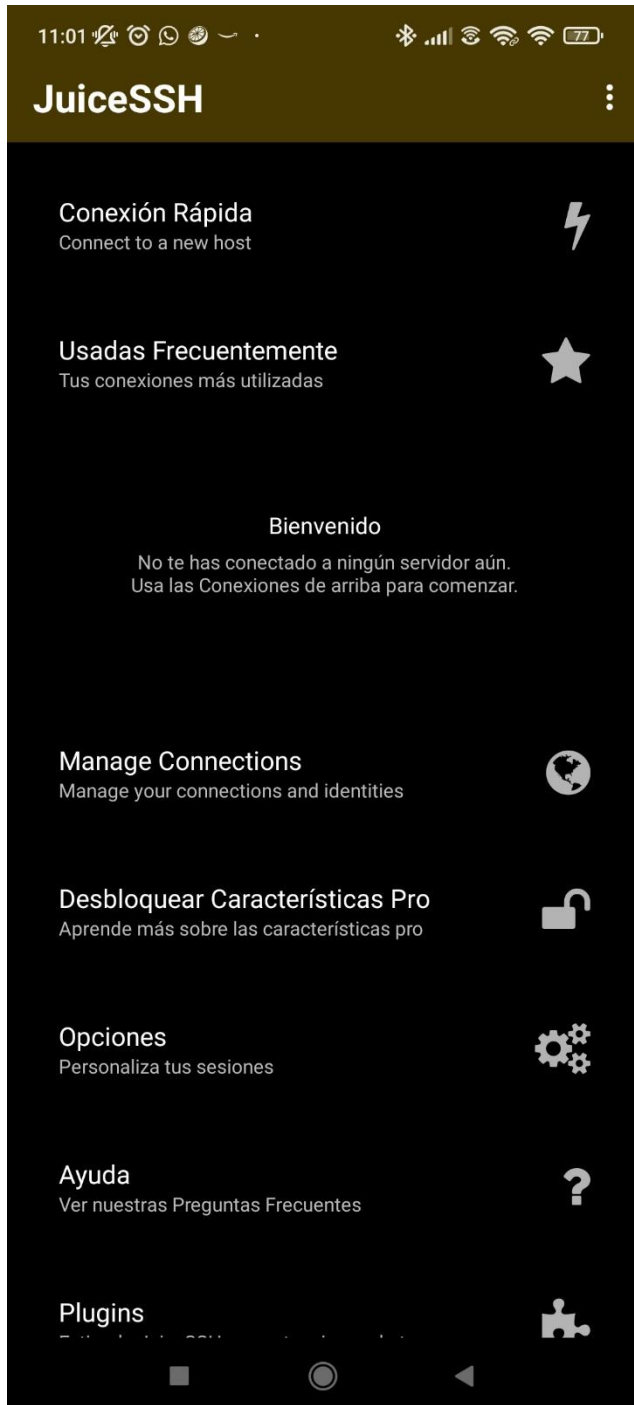 11:01
77
JuiceSSH
Conexión Rápida
Connect to a new host
Usadas Frecuentemente
Tus conexiones más utilizadas
Bienvenido
No te has conectado a ningún servidor aún.
Usa las Conexiones de arriba para comenzar.
Manage Connections
Manage your connections and identities
Desbloquear Características Pro
Aprende más sobre las características pro
Opciones
Personaliza tus sesiones
Ayuda
Ver nuestras Preguntas Frecuentes
Plugins